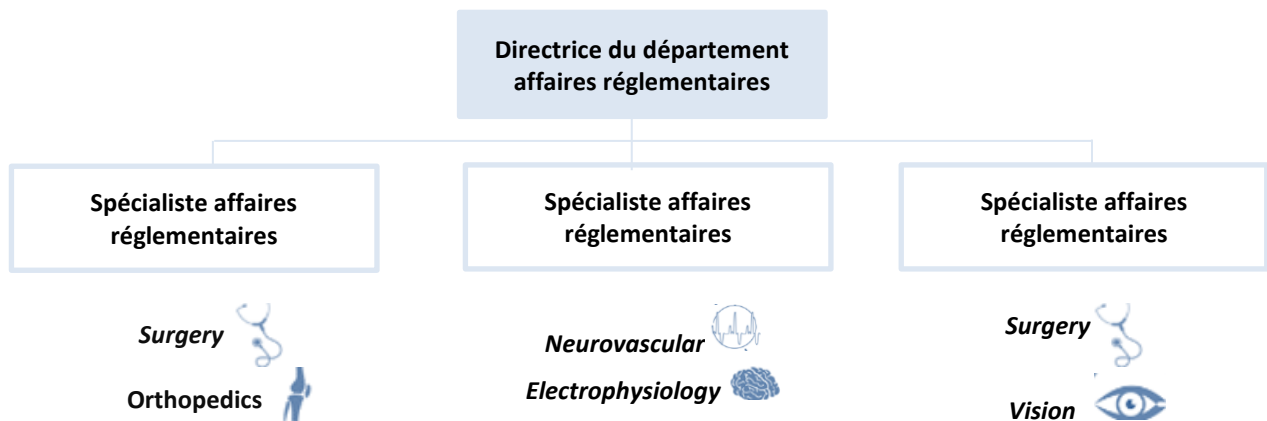 Directrice du département
affaires réglementaires
Spécialiste affaires
réglementaires
Spécialiste affaires
réglementaires
Spécialiste affaires
réglementaires
Surgery
Orthopedics
Neurovascular
Electrophysiology
Surgery
Vision